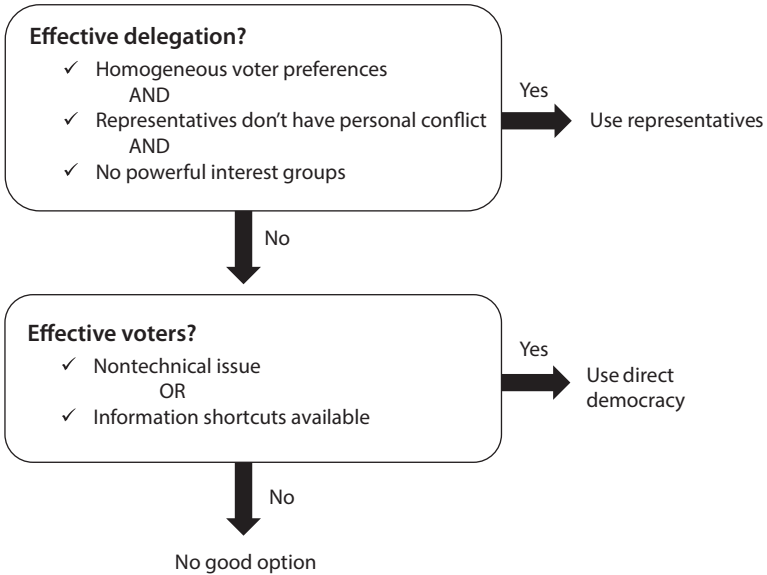 Effective delegation?
✓ Homogeneous voter preferences
AND
✓ Representatives don't have personal conflict
AND
✓ No powerful interest groups
Yes
Use representatives
No
Effective voters?
✓ Nontechnical issue
OR
✓ Information shortcuts available
Yes
Use direct
democracy
No
No good option